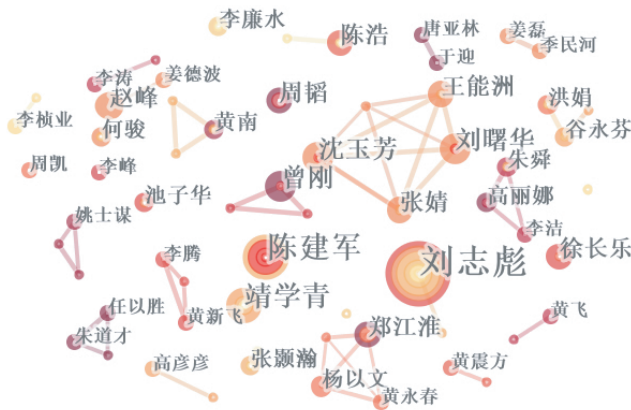 李廉水
唐亚林
姜磊
陈浩
于迎
季民河
李涛
姜德波
王能洲
赵峰
周韬
洪娟
李桢业
何骏
黄南
刘曙华
谷永芬
沈玉芳
朱舜
周凯
李峰
曾刚
池子华
张婧
高丽娜
姚士谋
李洁
陈建军
徐长乐
李腾
刘志彪
靖学青
任以胜
黄新飞
郑江淮
黄飞
朱道才
高彦彦
张颢瀚
杨以文
黄震方
黄永春